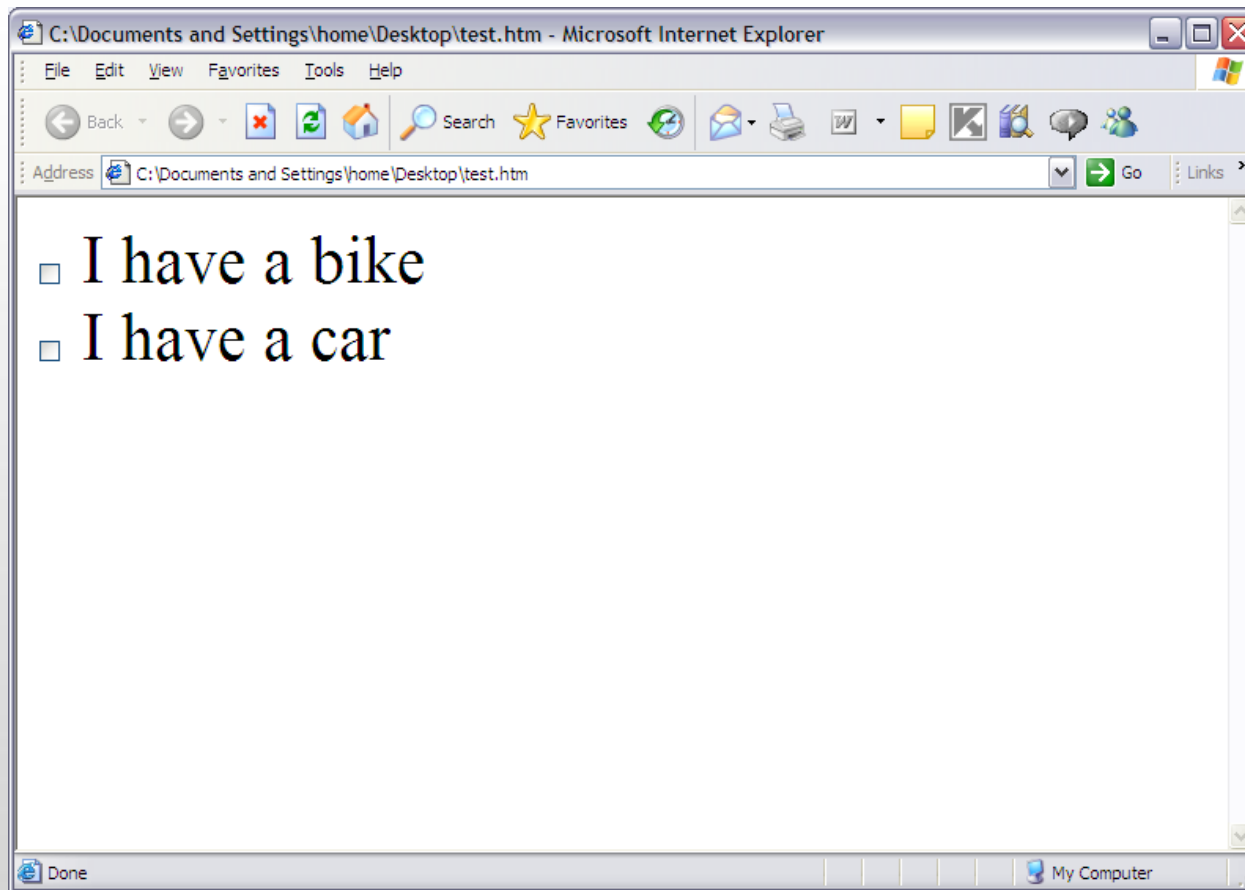 C:\Documents and Settings\home\Desktop\test.htm - Microsoft Internet Explorer
File Edit View Favorites Tools Help
Back Search Favorites W K
Address C:\Documents and Settings\home\Desktop\test.htm Go Links »
I have a bike
I have a car
Done My Computer